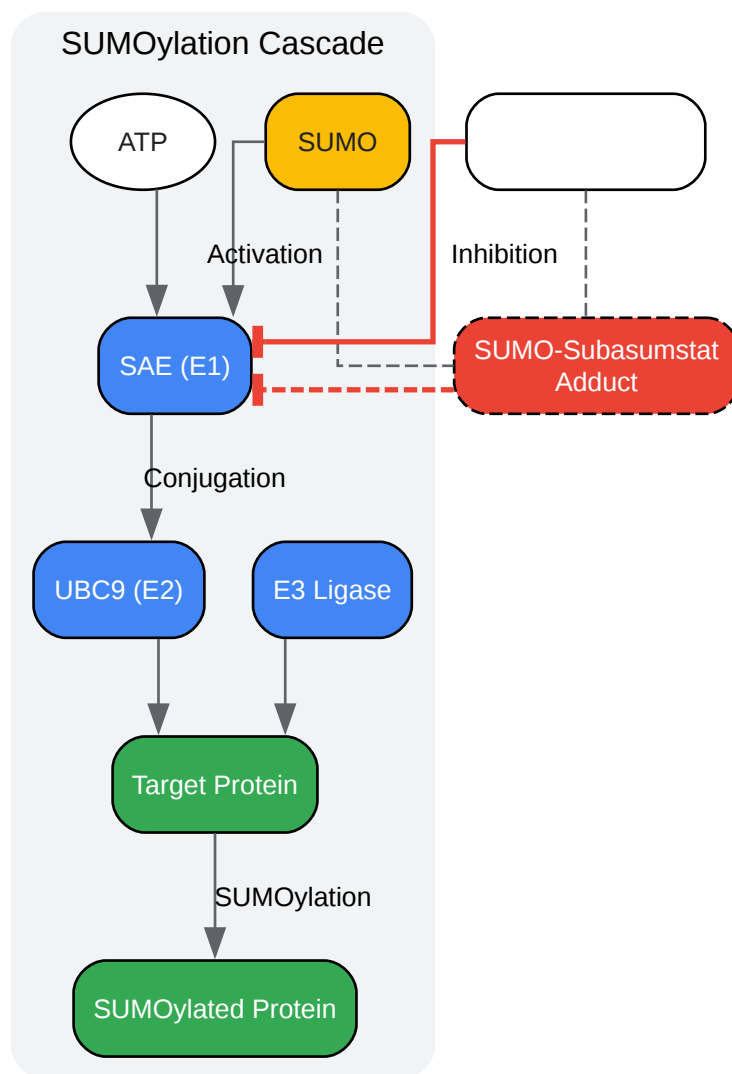 SUMOylation Cascade
ATP
SUMO
Activation
Inhibition
SAE (E1)
SUMO-Subasumstat
Adduct
Conjugation
UBC9 (E2)
E3 Ligase
Target Protein
SUMOylation
SUMOylated Protein